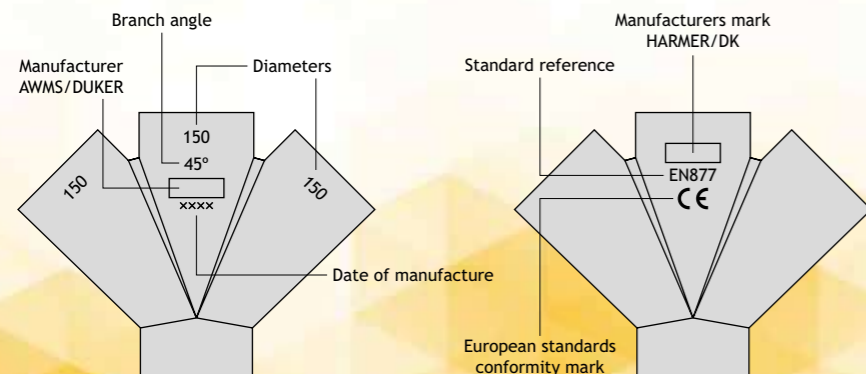 Branch angle
Manufacturer
AWMS/DUKER
Diameters
150
45º
150
150
××××
Date of manufacture
Manufacturers mark
HARMER/DK
Standard reference
EN877
CE
European standards
conformity mark